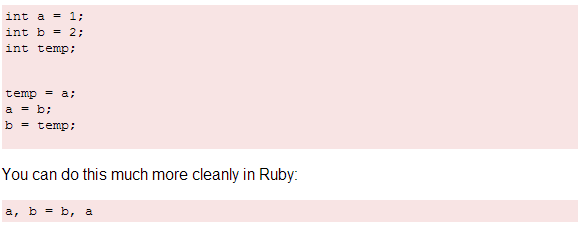 int a = 1;
int b = 2;
int temp;
temp = a;
a = b;
b = temp;
You can do this much more cleanly in Ruby:
a, b = b, a